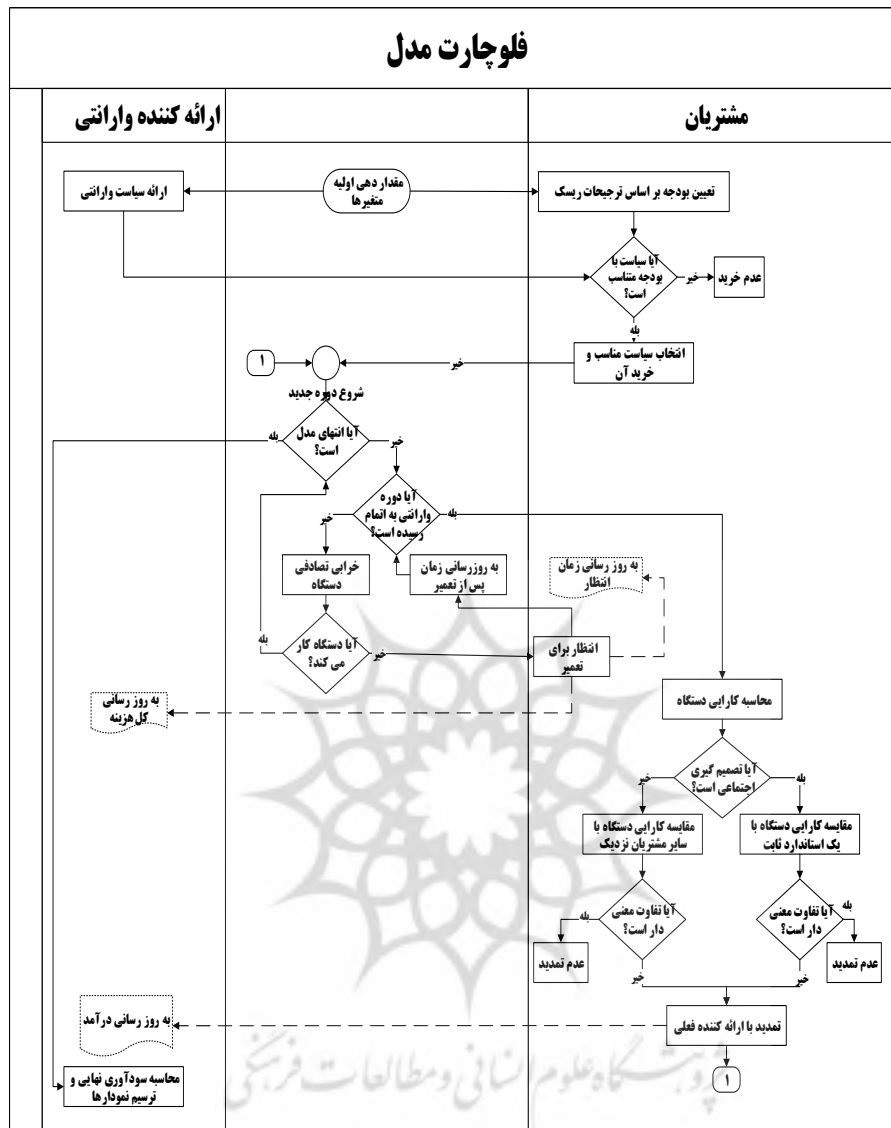 فلوچارت مدل
مشتریان
ارائه کننده وارانتی
تعیین بودجه بر اساس ترجیحات ریسک
مقدار دهی اولیه
متغیرها
ارائه سیاست وارانتی
آیا سیاست با
بودجه متناسب
است؟
خیر
عدم خرید
بله
انتخاب سیاست مناسب و
خرید آن
خیر
۱
شروع دوره جدید
آیا انتهای مدل
است؟
بله
خیر
آیا دوره
وارانتی به اتمام
رسیده است؟
بله
خیر
خرابی تصادفی
دستگاه
به روزرسانی زمان
پس از تعمیر
به روز رسانی زمان
انتظار
آیا دستگاه کار
می کند؟
بله
خیر
انتظار برای
تعمیر
محاسبه کارایی دستگاه
به روز رسانی
کل هزینه
آیا تصمیم گیری
اجتماعی است؟
بله
خیر
مقایسه کارایی دستگاه با
یک استاندارد ثابت
مقایسه کارایی دستگاه با
سایر مشتریان نزدیک
آیا تفاوت معنی
دار است؟
بله
خیر
عدم تمدید
آیا تفاوت معنی
دار است؟
بله
خیر
عدم تمدید
تمدید با ارائه کننده فعلی
به روز رسانی درآمد
۱
محاسبه سودآوری نهایی و
ترسیم نمودارها
پژوهشگاه علوم انسانی و مطالعات فرهنگی